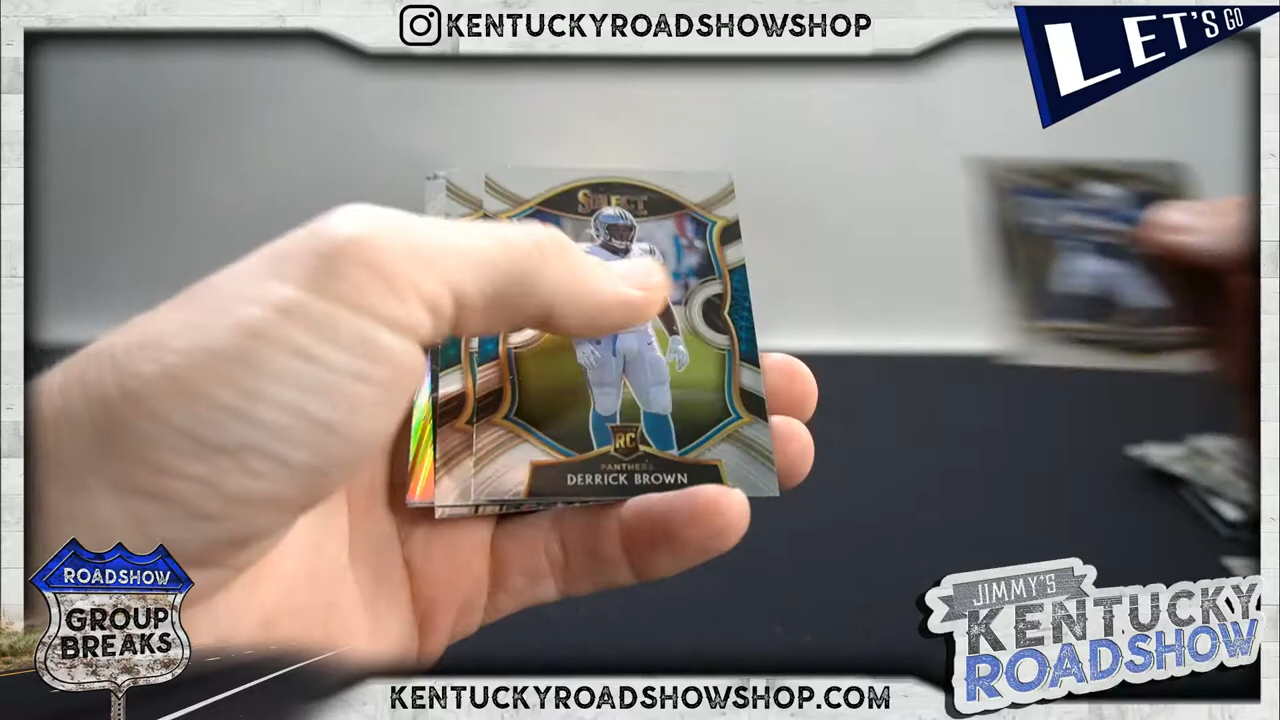 KENTUCKYROADSHOWSHOP
LET'S GO
SELECT
RC
PANTHERS
DERRICK BROWN
ROADSHOW
GROUP
BREAKS
JIMMY'S
KENTUCKY
ROADSHOW
KENTUCKYROADSHOWSHOP.COM